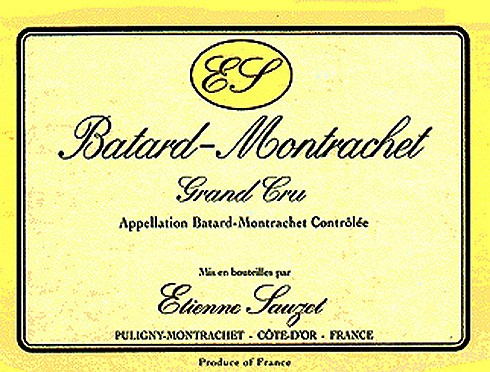 ES
Batard-Montrachet
Grand Cru
Appellation Batard-Montrachet Contrôlée
Mis en bouteilles par
Etienne Sauzet
PULIGNY-MONTRACHET - CÔTE-D'OR - FRANCE
Produce of France